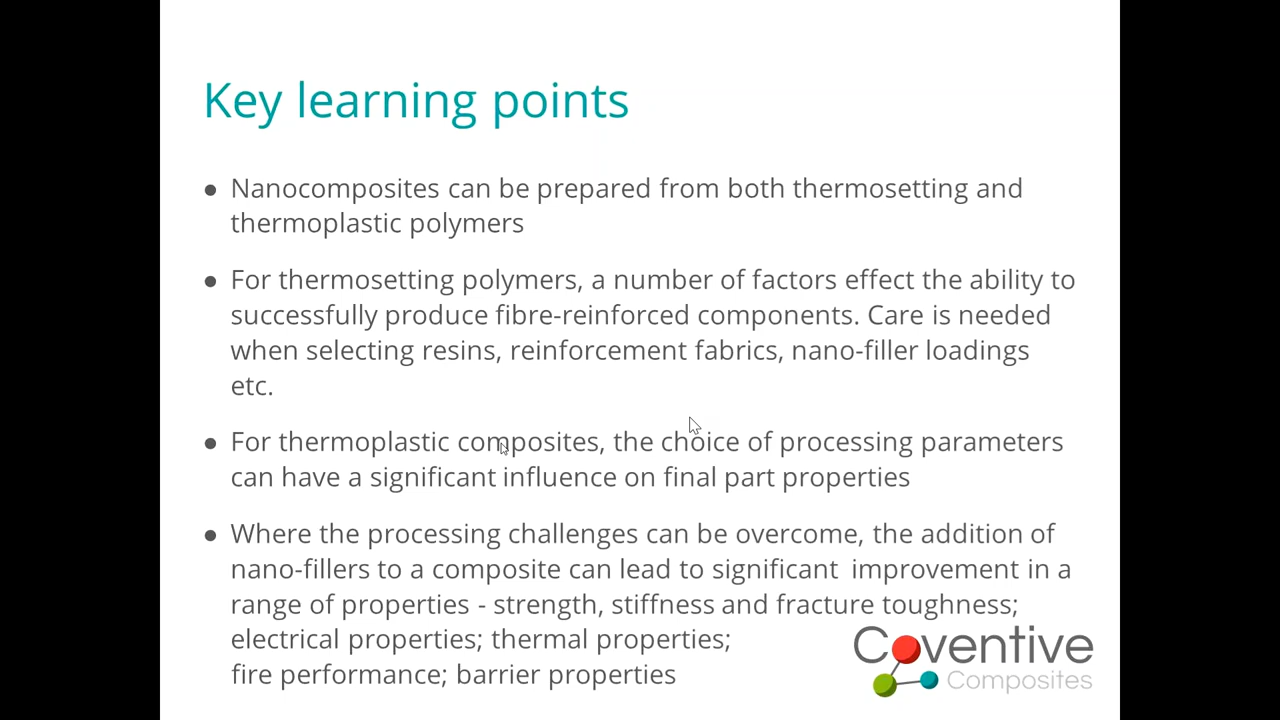 Key learning points
● Nanocomposites can be prepared from both thermosetting and
thermoplastic polymers
● For thermosetting polymers, a number of factors effect the ability to
successfully produce fibre-reinforced components. Care is needed
when selecting resins, reinforcement fabrics, nano-filler loadings
etc.
● For thermoplastic composites, the choice of processing parameters
can have a significant influence on final part properties
● Where the processing challenges can be overcome, the addition of
nano-fillers to a composite can lead to significant improvement in a
range of properties - strength, stiffness and fracture toughness;
electrical properties; thermal properties;
fire performance; barrier properties
Coventive
Composites